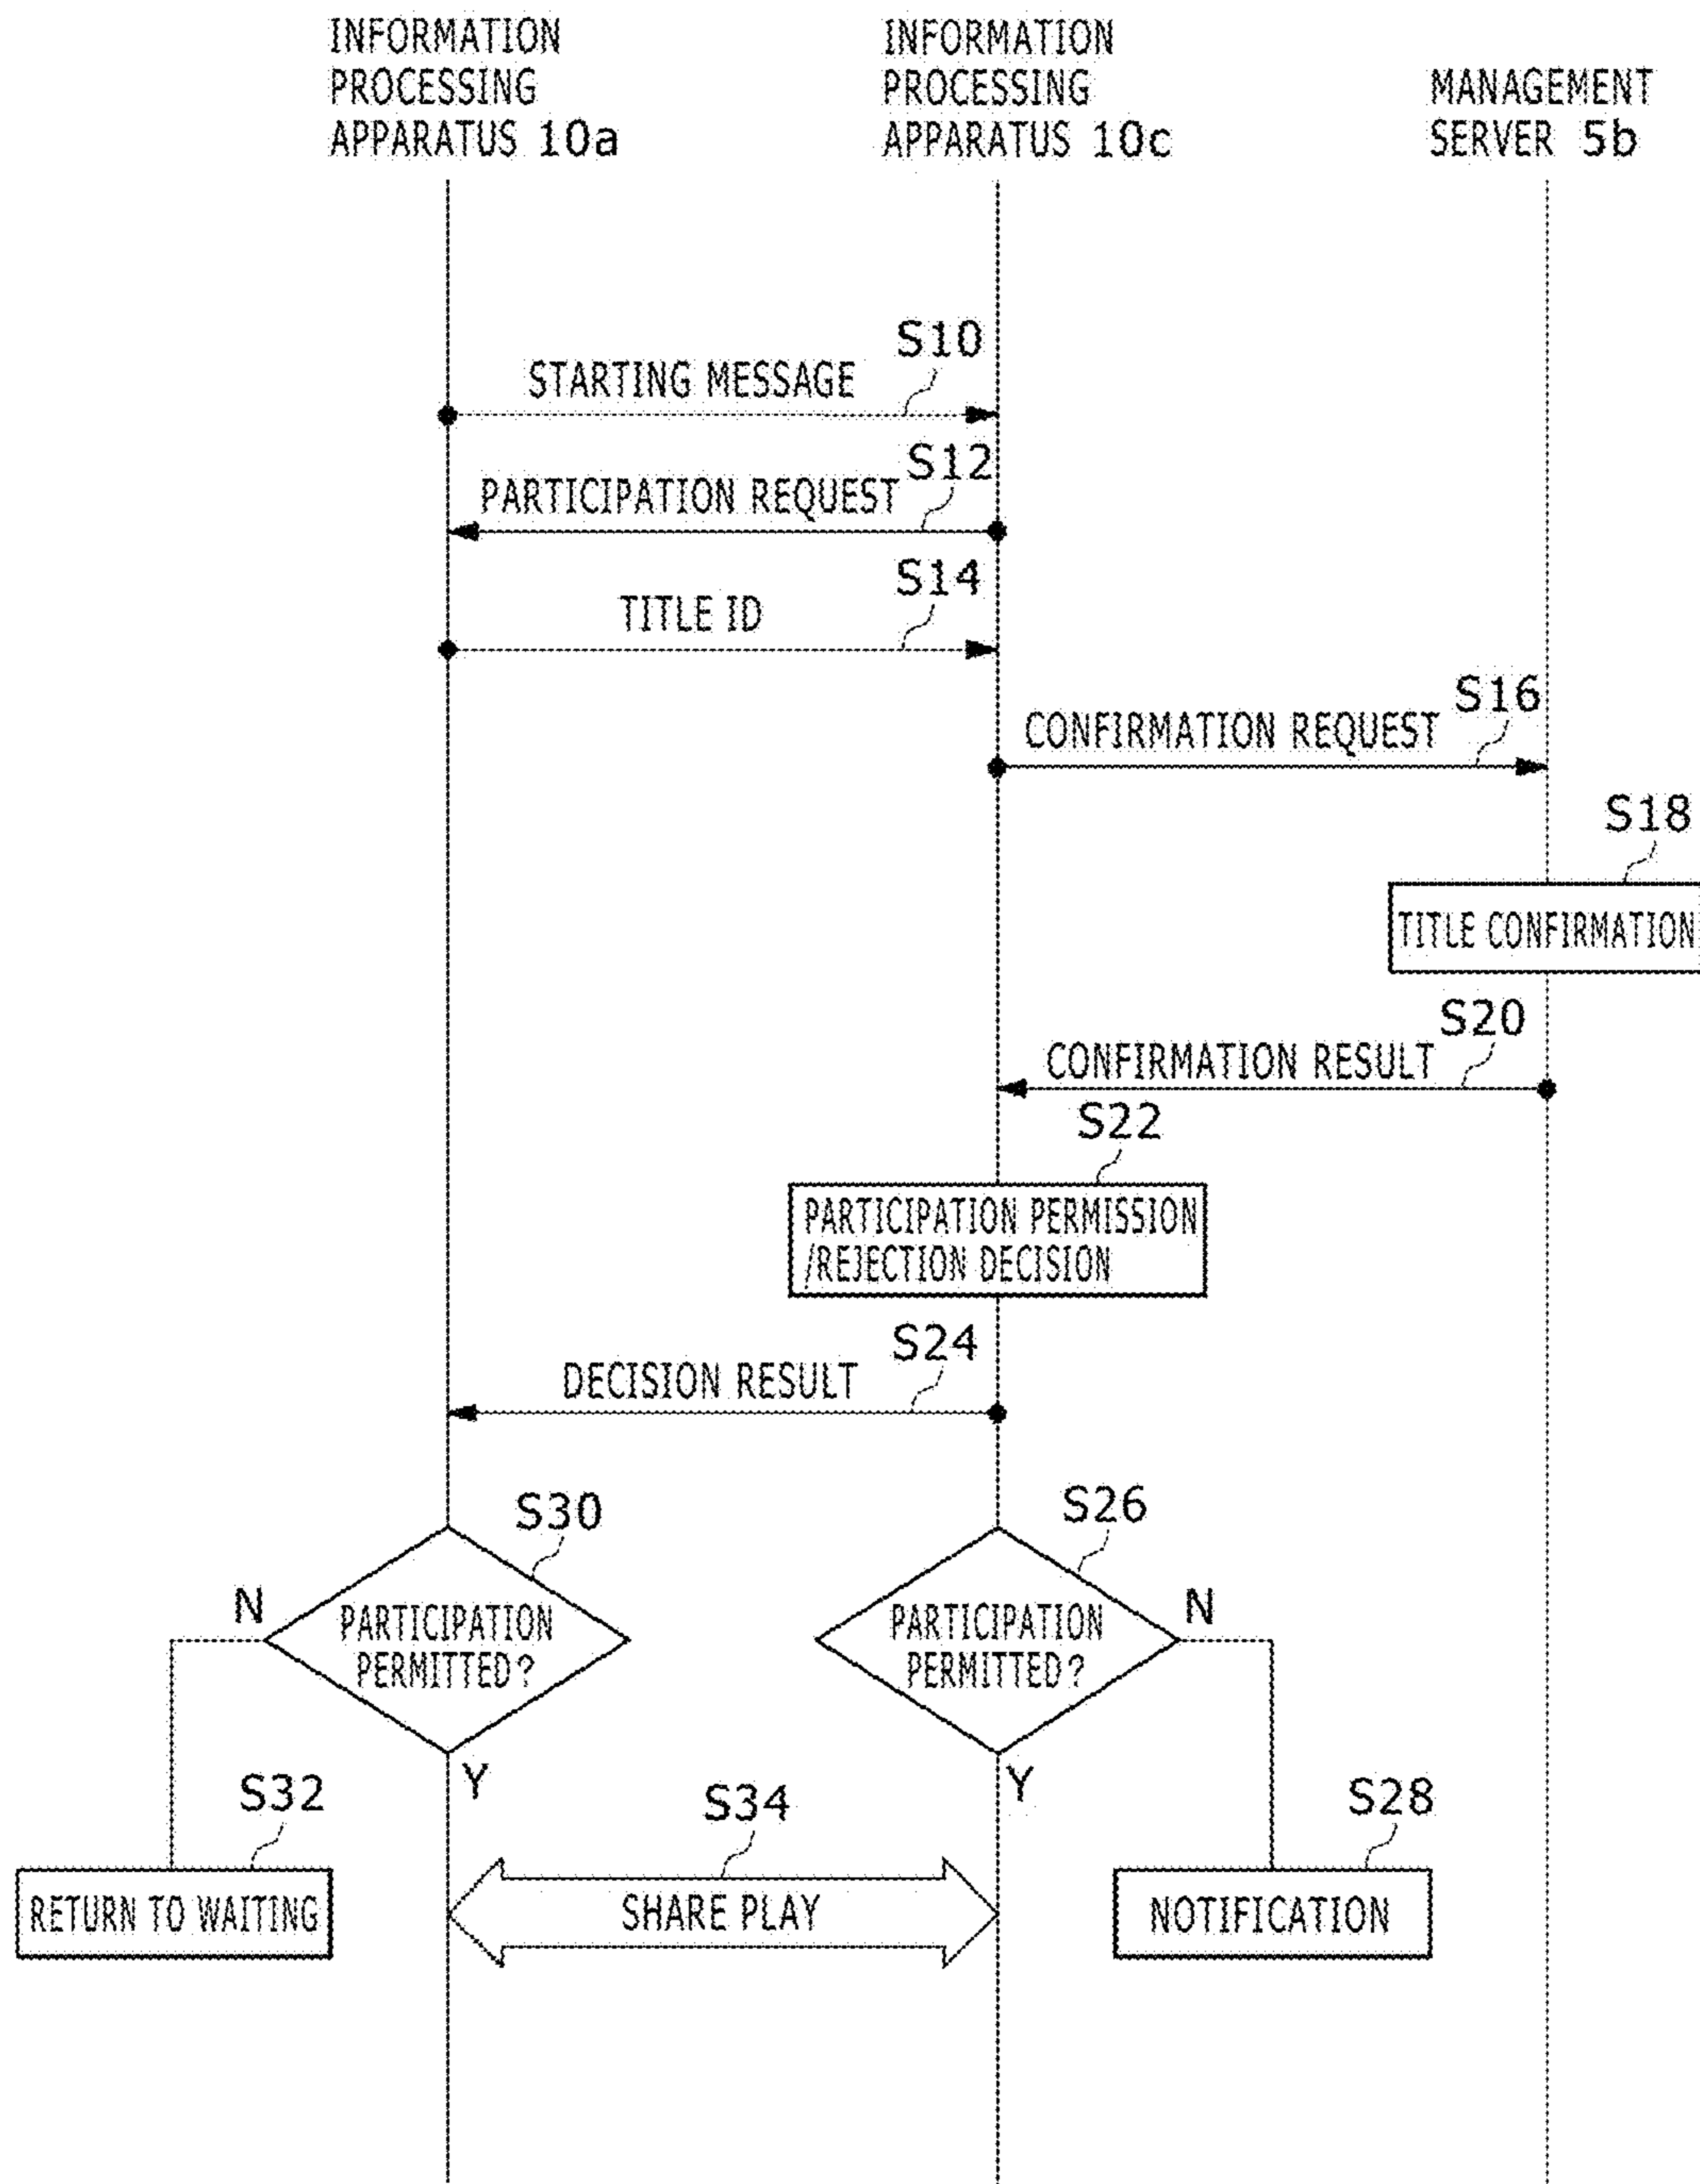 INFORMATION
PROCESSING
APPARATUS 10a
INFORMATION
PROCESSING
APPARATUS 10c
MANAGEMENT
SERVER 5b
S10
STARTING MESSAGE
S12
PARTICIPATION REQUEST
S14
TITLE ID
S16
CONFIRMATION REQUEST
S18
TITLE CONFIRMATION
S20
CONFIRMATION RESULT
S22
PARTICIPATION PERMISSION
/REJECTION DECISION
S24
DECISION RESULT
S30
N
PARTICIPATION
PERMITTED?
Y
S26
PARTICIPATION
PERMITTED?
N
Y
S32
RETURN TO WAITING
S34
SHARE PLAY
S28
NOTIFICATION